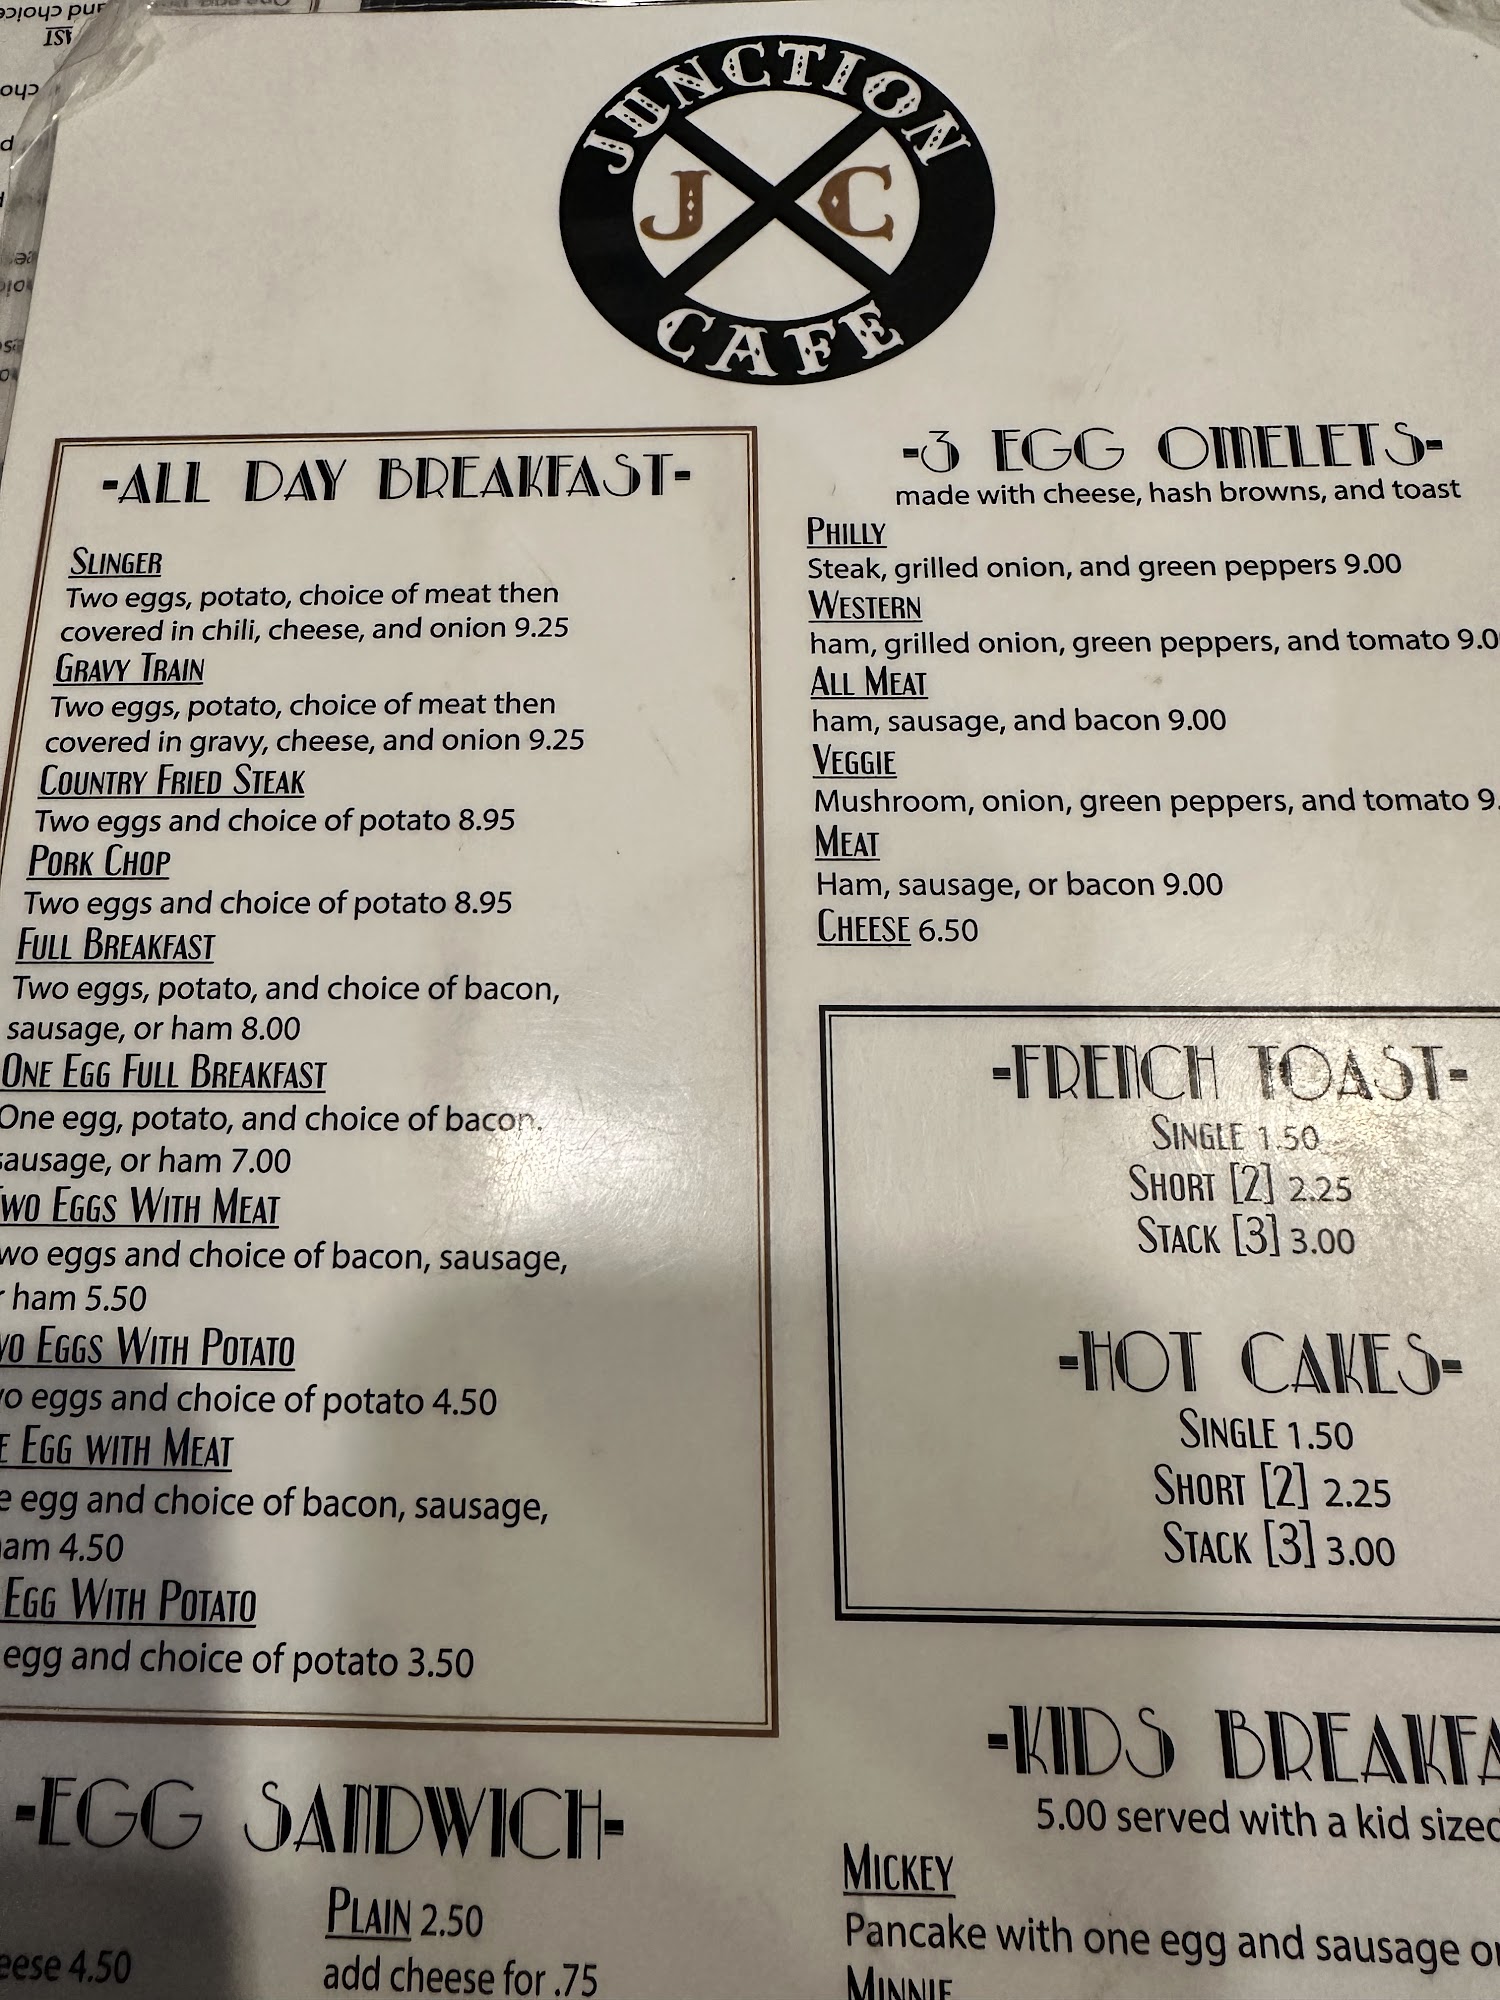 JUNCTION
J C
CAFE
-ALL DAY BREAKFAST-
SLINGER
Two eggs, potato, choice of meat then
covered in chili, cheese, and onion 9.25
GRAVY TRAIN
Two eggs, potato, choice of meat then
covered in gravy, cheese, and onion 9.25
COUNTRY FRIED STEAK
Two eggs and choice of potato 8.95
PORK CHOP
Two eggs and choice of potato 8.95
FULL BREAKFAST
Two eggs, potato, and choice of bacon,
sausage, or ham 8.00
ONE EGG FULL BREAKFAST
One egg, potato, and choice of bacon.
sausage, or ham 7.00
WO EGGS WITH MEAT
wo eggs and choice of bacon, sausage,
r ham 5.50
WO EGGS WITH POTATO
wo eggs and choice of potato 4.50
E EGG WITH MEAT
e egg and choice of bacon, sausage,
am 4.50
EGG WITH POTATO
egg and choice of potato 3.50
-EGG SANDWICH-
PLAIN 2.50
eese 4.50 add cheese for .75
-3 EGG OMELETS-
made with cheese, hash browns, and toast
PHILLY
Steak, grilled onion, and green peppers 9.00
WESTERN
ham, grilled onion, green peppers, and tomato 9.0
ALL MEAT
ham, sausage, and bacon 9.00
VEGGIE
Mushroom, onion, green peppers, and tomato 9.
MEAT
Ham, sausage, or bacon 9.00
CHEESE 6.50
-FRENCH TOAST-
SINGLE 1.50
SHORT [2] 2.25
STACK [3] 3.00
-HOT CAKES-
SINGLE 1.50
SHORT [2] 2.25
STACK [3] 3.00
-KIDS BREAKFA
5.00 served with a kid sized
MICKEY
Pancake with one egg and sausage or
MINNIE